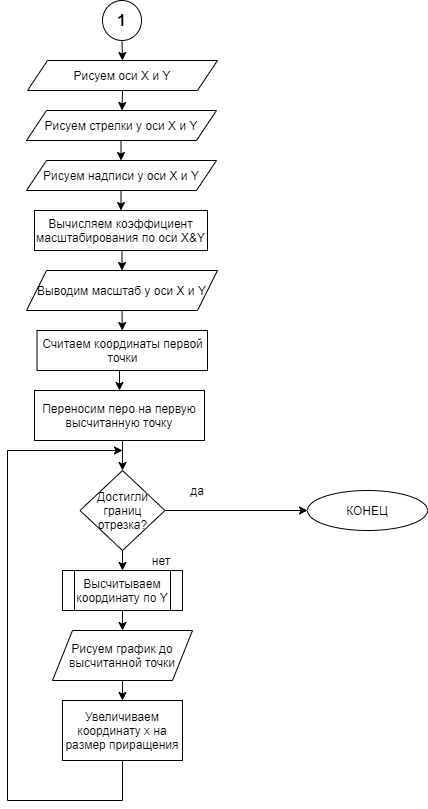 1
Рисуем оси X и Y
Рисуем стрелки у оси X и Y
Рисуем надписи у оси X и Y
Вычисляем коэффициент
масштабирования по оси X&Y
Выводим масштаб у оси X и Y
Считаем координаты первой
точки
Переносим перо на первую
высчитанную точку
Достигли
границ
отрезка?
да
КОНЕЦ
нет
Высчитываем
координату по Y
Рисуем график до
высчитанной точки
Увеличиваем
координату x на
размер приращения